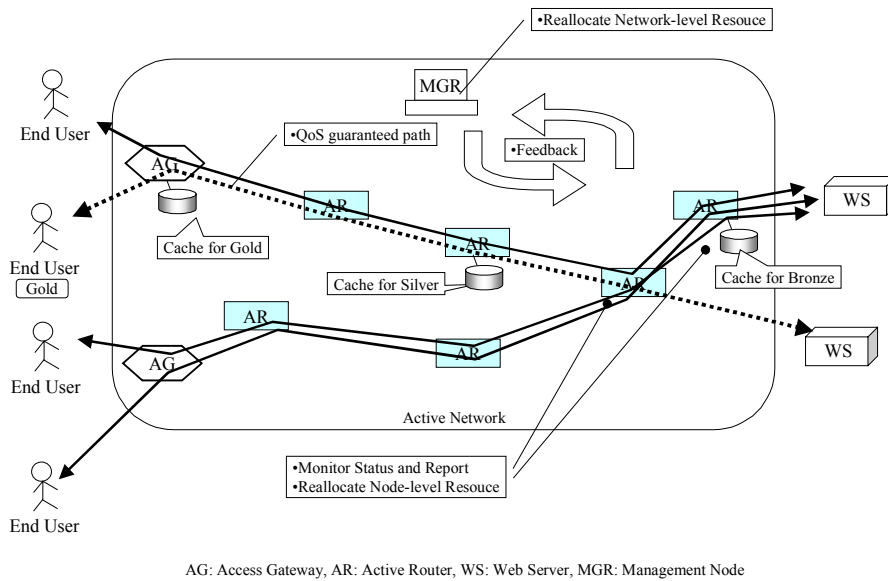 •Reallocate Network-level Resouce
MGR
End User
•QoS guaranteed path
•Feedback
AG
AR
AR
WS
Cache for Gold
AR
End User
Gold
Cache for Silver
Cache for Bronze
AR
AR
WS
AR
AG
End User
Active Network
•Monitor Status and Report
•Reallocate Node-level Resouce
End User
AG: Access Gateway, AR: Active Router, WS: Web Server, MGR: Management Node